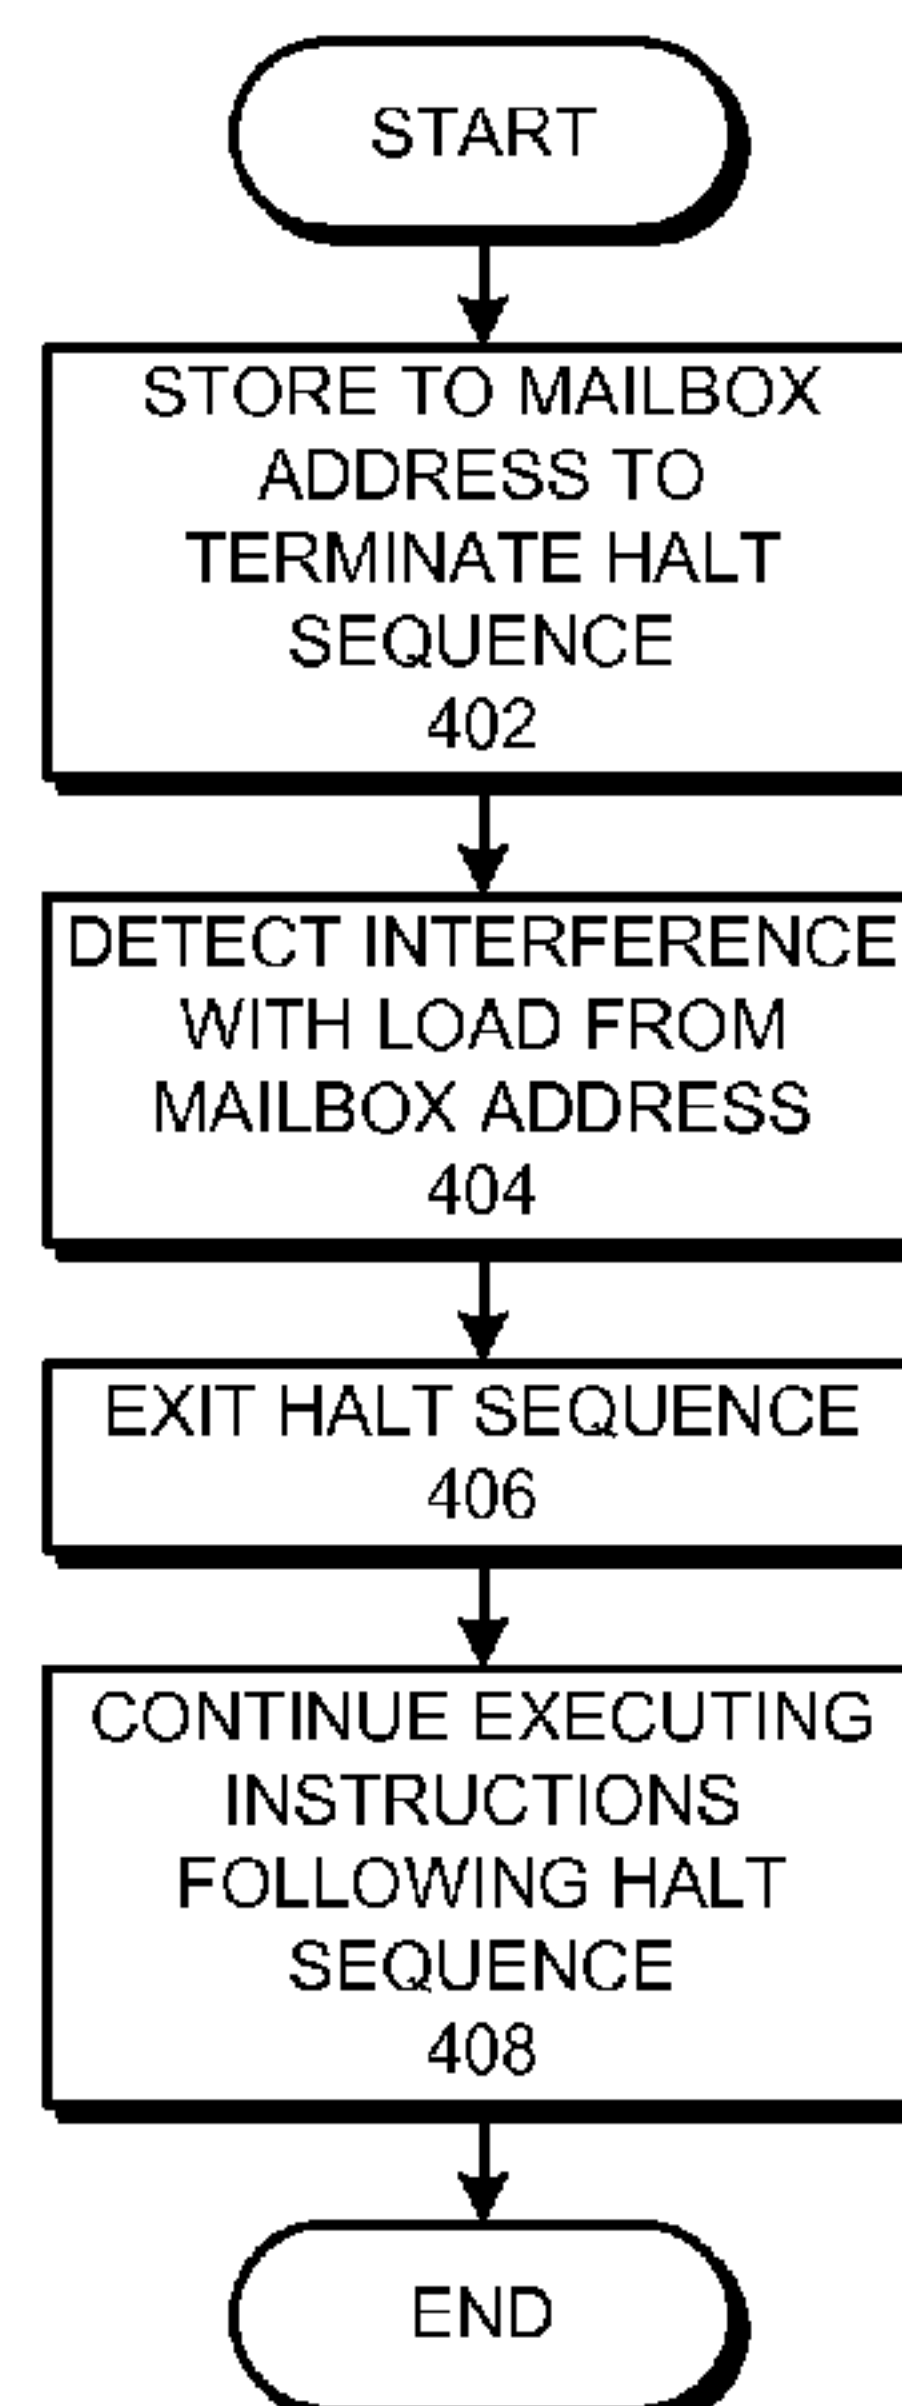 START
STORE TO MAILBOX
ADDRESS TO
TERMINATE HALT
SEQUENCE
402
DETECT INTERFERENCE
WITH LOAD FROM
MAILBOX ADDRESS
404
EXIT HALT SEQUENCE
406
CONTINUE EXECUTING
INSTRUCTIONS
FOLLOWING HALT
SEQUENCE
408
END